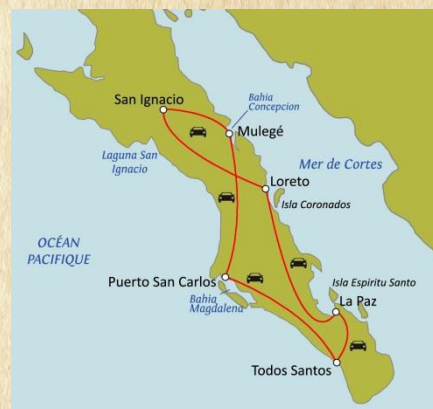 San Ignacio
Bahia
Concepcion
Mulegé
Laguna San
Ignacio
Mer de Cortes
Loreto
Isla Coronados
OCÉAN
PACIFIQUE
Puerto San Carlos
Bahia
Magdalena
Isla Espiritu Santo
La Paz
Todos Santos